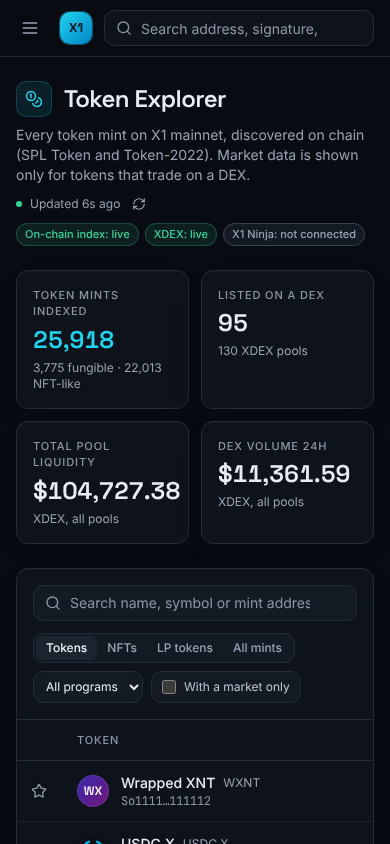 X1
Search address, signature,
Token Explorer
Every token mint on X1 mainnet, discovered on chain
(SPL Token and Token-2022). Market data is shown
only for tokens that trade on a DEX.
Updated 6s ago
On-chain index: live
XDEX: live
X1 Ninja: not connected
TOKEN MINTS
INDEXED
25,918
3,775 fungible · 22,013
NFT-like
LISTED ON A DEX
95
130 XDEX pools
TOTAL POOL
LIQUIDITY
$104,727.38
XDEX, all pools
DEX VOLUME 24H
$11,361.59
XDEX, all pools
Search name, symbol or mint addres
Tokens
NFTs
LP tokens
All mints
All programs
With a market only
TOKEN
WX
Wrapped XNT WXNT
So1111…111112
USDC.X USDC.X